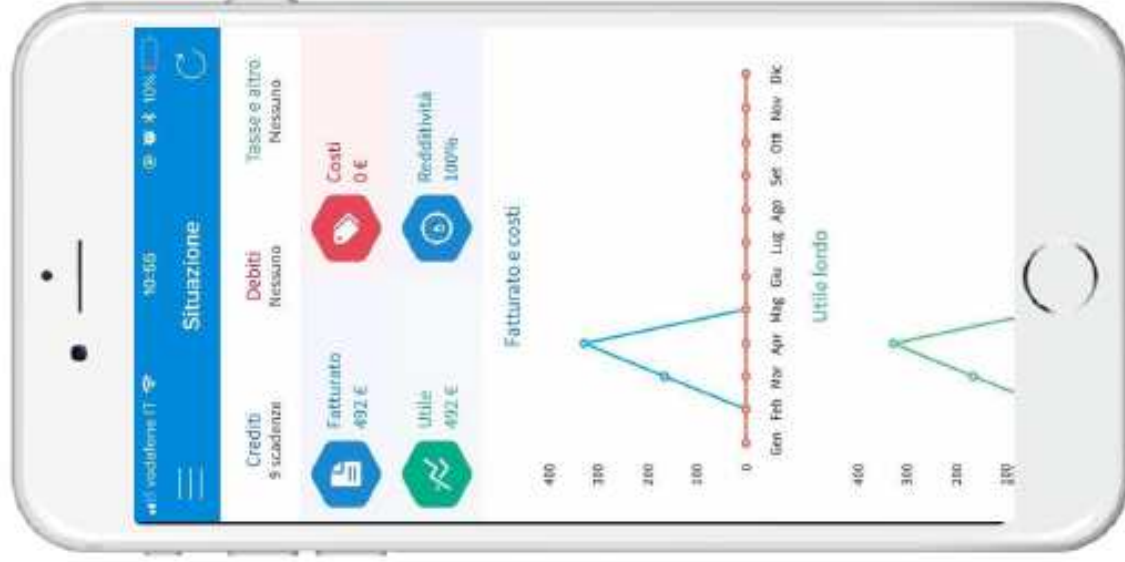 vodafone IT 10:55 10%
Situazione
Crediti Debiti Tasse e altro
9 scadenze Nessuno Nessuno
Fatturato Costi
492 € 0 €
Utile Redditività
492 € 100%
Fatturato e costi
400
300
200
100
0
Gen Feb Mar Apr Mag Giu Lug Ago Set Ott Nov Dic
Utile lordo
400
300
200